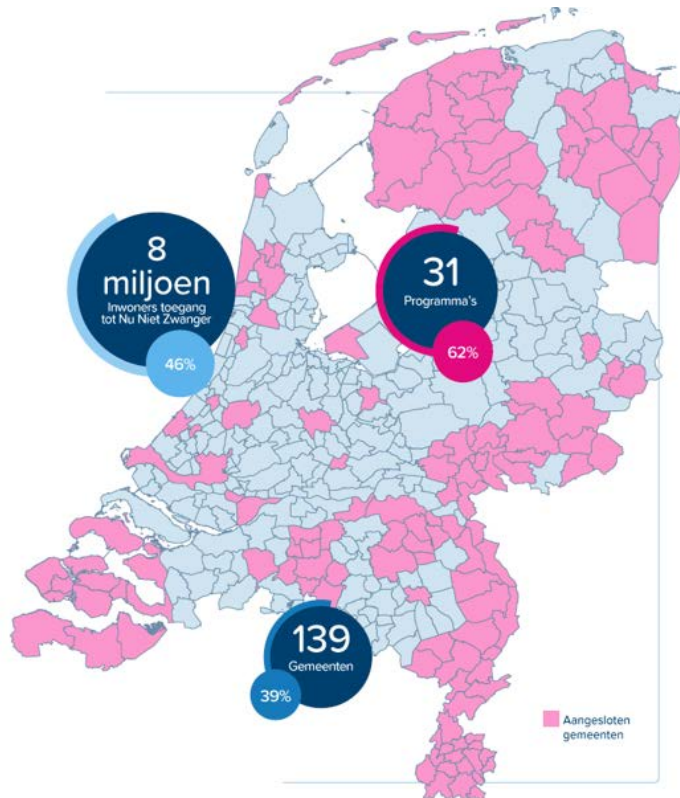 8
miljoen
Inwoners toegang
tot Nu Niet Zwanger
46%
31
Programma's
62%
139
Gemeenten
39%
Aangesloten
gemeenten